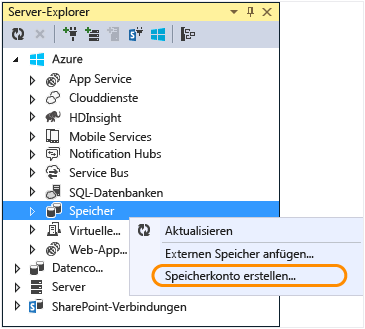 Server-Explorer
Azure
App Service
Clouddienste
HDInsight
Mobile Services
Notification Hubs
Service Bus
SQL-Datenbanken
Speicher
Virtuelle...
Web-App...
Datenco...
Server
SharePoint-Verbindungen
Aktualisieren
Externen Speicher anfügen...
Speicherkonto erstellen...